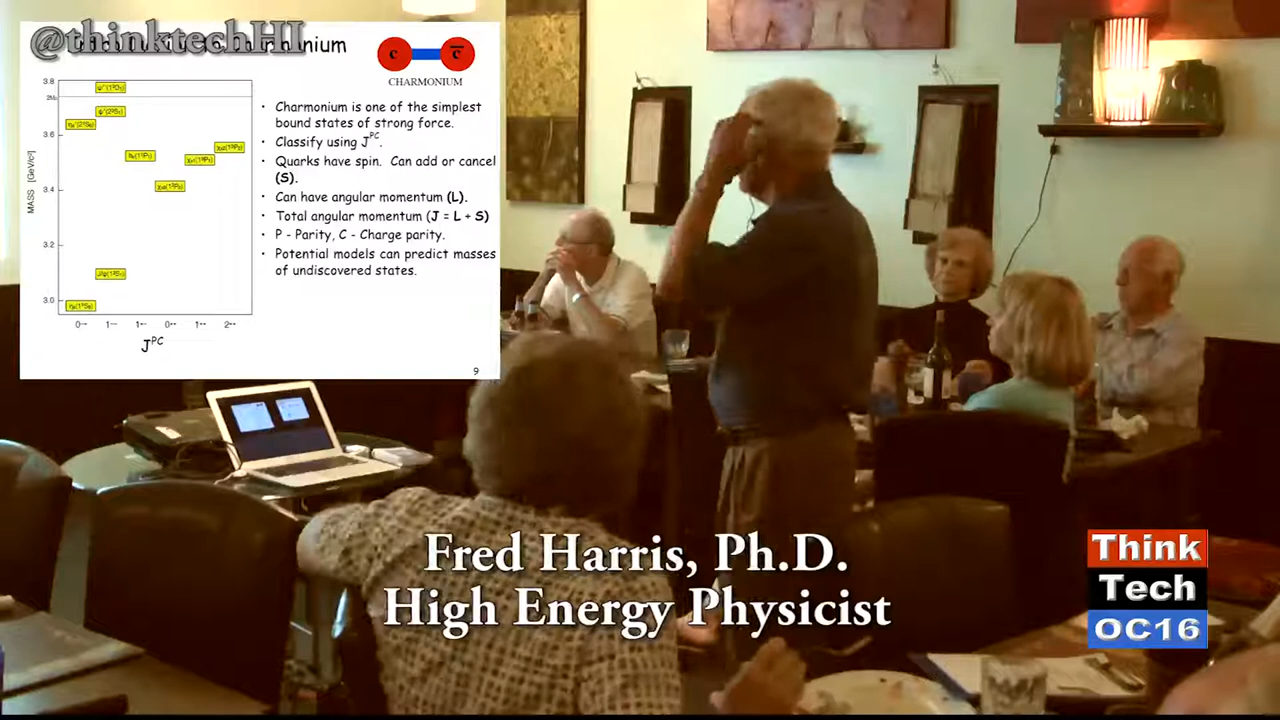 @thinktechHI
c c
CHARMONIUM
• Charmonium is one of the simplest
bound states of strong force.
• Classify using J^PC.
• Quarks have spin. Can add or cancel
(S).
• Can have angular momentum (L).
• Total angular momentum (J = L + S)
• P - Parity, C - Charge parity.
• Potential models can predict masses
of undiscovered states.
MASS [GeV/c²]
3.8
3.6
3.4
3.2
3.0
J^PC
9
Fred Harris, Ph.D.
High Energy Physicist
Think
Tech
OC16